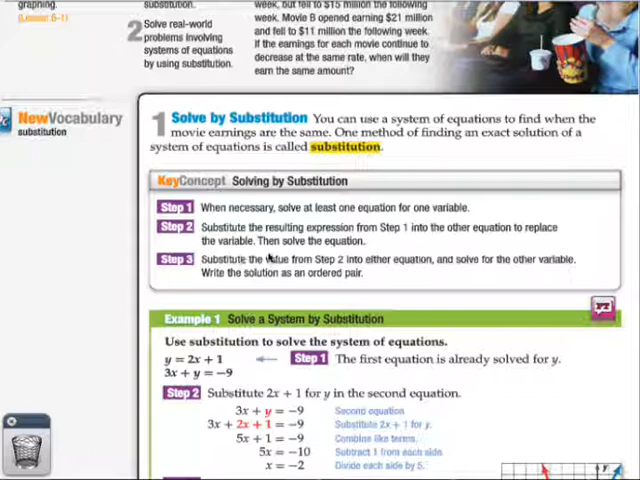 graphing.
(Lesson 6-1)
substitution.
2 Solve real-world
problems involving
systems of equations
by using substitution.
week, but fell to $15 million the following
week. Movie B opened earning $21 million
and fell to $11 million the following week.
If the earnings for each movie continue to
decrease at the same rate, when will they
earn the same amount?
NewVocabulary
substitution
1 Solve by Substitution You can use a system of equations to find when the
movie earnings are the same. One method of finding an exact solution of a
system of equations is called substitution.
KeyConcept Solving by Substitution
Step 1 When necessary, solve at least one equation for one variable.
Step 2 Substitute the resulting expression from Step 1 into the other equation to replace
the variable. Then solve the equation.
Step 3 Substitute the value from Step 2 into either equation, and solve for the other variable.
Write the solution as an ordered pair.
Example 1 Solve a System by Substitution
Use substitution to solve the system of equations.
y = 2x + 1 Step 1 The first equation is already solved for y.
3x + y = −9
Step 2 Substitute 2x + 1 for y in the second equation.
3x + y = −9 Second equation
3x + 2x + 1 = −9 Substitute 2x + 1 for y.
5x + 1 = −9 Combine like terms.
5x = −10 Subtract 1 from each side
x = −2 Divide each side by 5.
y